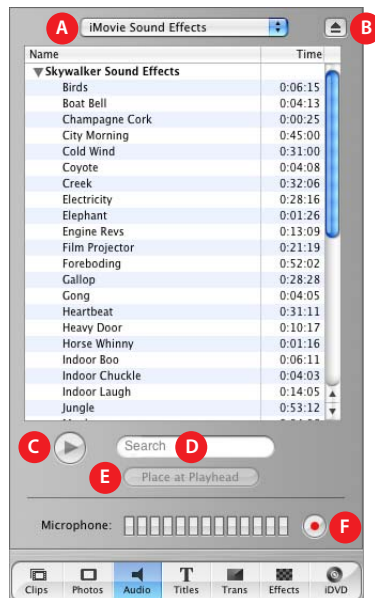 A iMovie Sound Effects B
Name Time
Skywalker Sound Effects
Birds 0:06:15
Boat Bell 0:04:13
Champagne Cork 0:00:25
City Morning 0:45:00
Cold Wind 0:31:00
Coyote 0:04:08
Creek 0:32:06
Electricity 0:28:16
Elephant 0:01:26
Engine Revs 0:13:09
Film Projector 0:21:19
Foreboding 0:52:02
Gallop 0:28:28
Gong 0:04:05
Heartbeat 0:31:11
Heavy Door 0:10:17
Horse Whinny 0:01:16
Indoor Boo 0:06:11
Indoor Chuckle 0:04:03
Indoor Laugh 0:14:05
Jungle 0:53:12
C Search D
E Place at Playhead
Microphone: F
Clips Photos Audio Titles Trans Effects iDVD